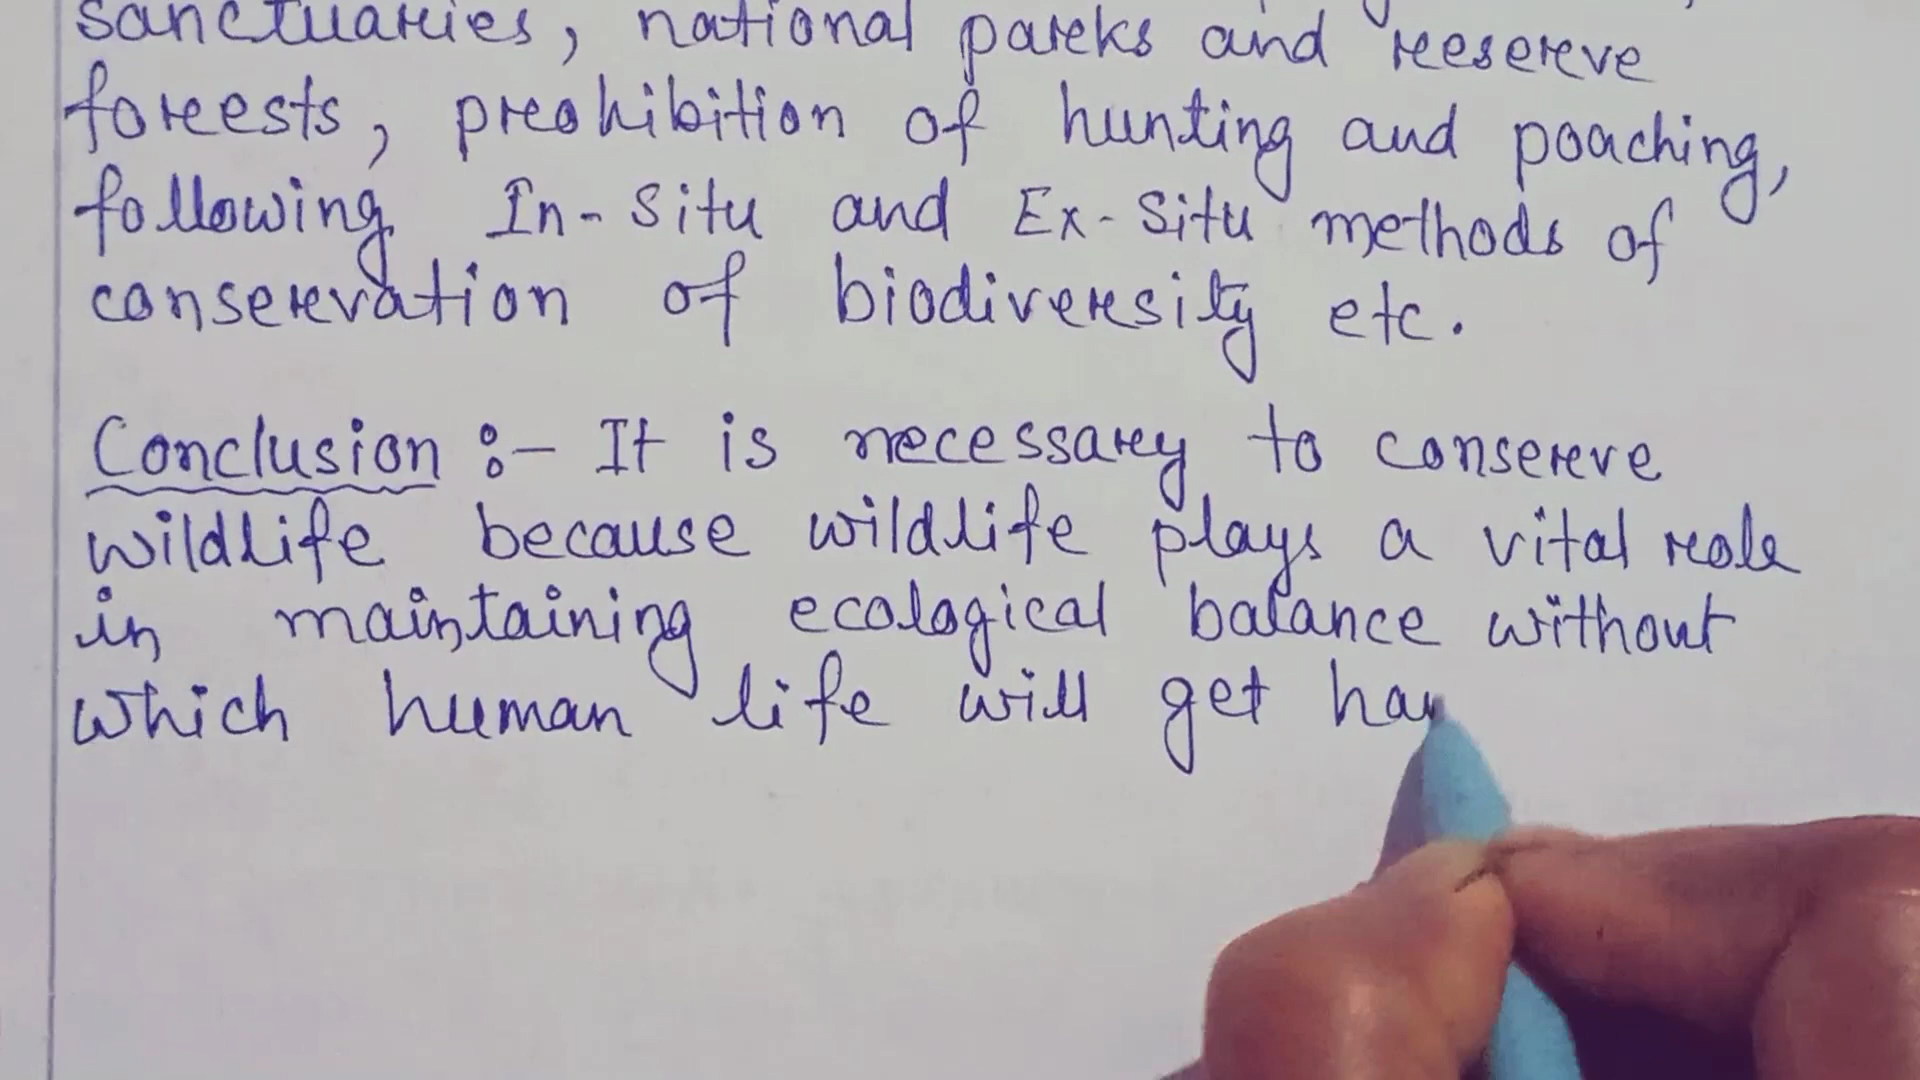 sanctuaries, national parks and reserve
forests, prohibition of hunting and poaching,
following In-Situ and Ex-Situ methods of
conservation of biodiversity etc.
Conclusion :- It is necessary to conserve
wildlife because wildlife plays a vital role
in maintaining ecological balance without
which human life will get